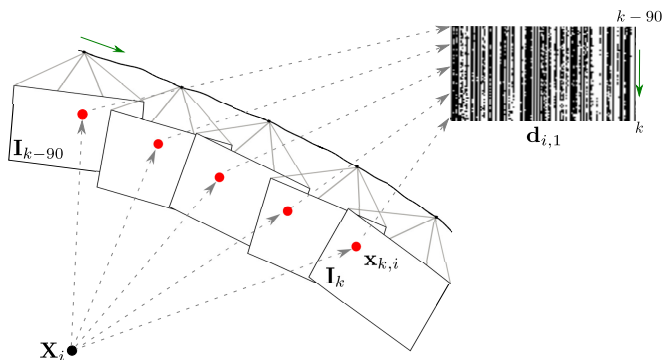 k − 90
k
d_{i,1}
I_{k−90}
x_{k,i}
I_k
X_i